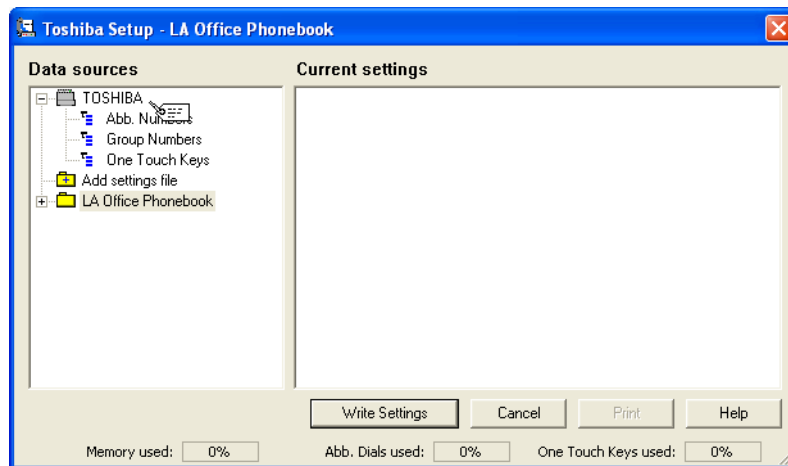 Toshiba Setup - LA Office Phonebook
Data sources
Current settings
TOSHIBA
Abb. Numbers
Group Numbers
One Touch Keys
Add settings file
LA Office Phonebook
Write Settings Cancel Print Help
Memory used: 0% Abb. Dials used: 0% One Touch Keys used: 0%